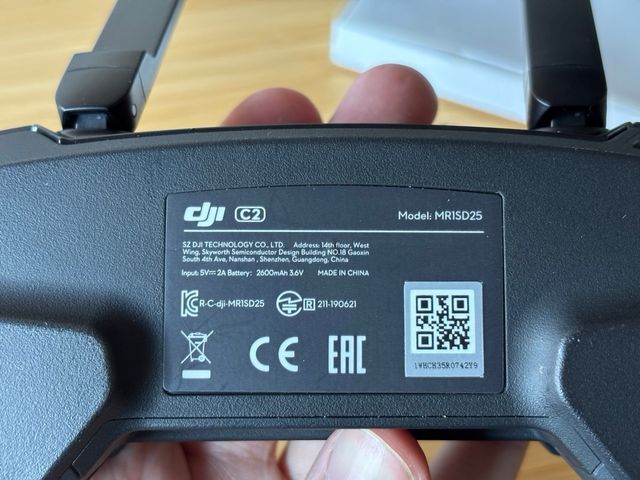 dji C2
Model: MR1SD25
SZ DJI TECHNOLOGY CO., LTD. Address: 14th floor, West
Wing, Skyworth Semiconductor Design Building NO.18 Gaoxin
South 4th Ave, Nanshan , Shenzhen, Guangdong, China
Input: 5V⎓2A Battery: 2600mAh 3.6V MADE IN CHINA
R-C-dji-MR1SD25 R 211-190621
CE EAC
1WHCH35R0742Y9